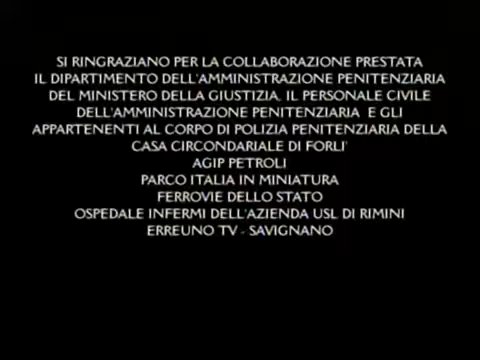 SI RINGRAZIANO PER LA COLLABORAZIONE PRESTATA
IL DIPARTIMENTO DELL'AMMINISTRAZIONE PENITENZIARIA
DEL MINISTERO DELLA GIUSTIZIA, IL PERSONALE CIVILE
DELL'AMMINISTRAZIONE PENITENZIARIA E GLI
APPARTENENTI AL CORPO DI POLIZIA PENITENZIARIA DELLA
CASA CIRCONDARIALE DI FORLI'
AGIP PETROLI
PARCO ITALIA IN MINIATURA
FERROVIE DELLO STATO
OSPEDALE INFERMI DELL'AZIENDA USL DI RIMINI
ERREUNO TV - SAVIGNANO